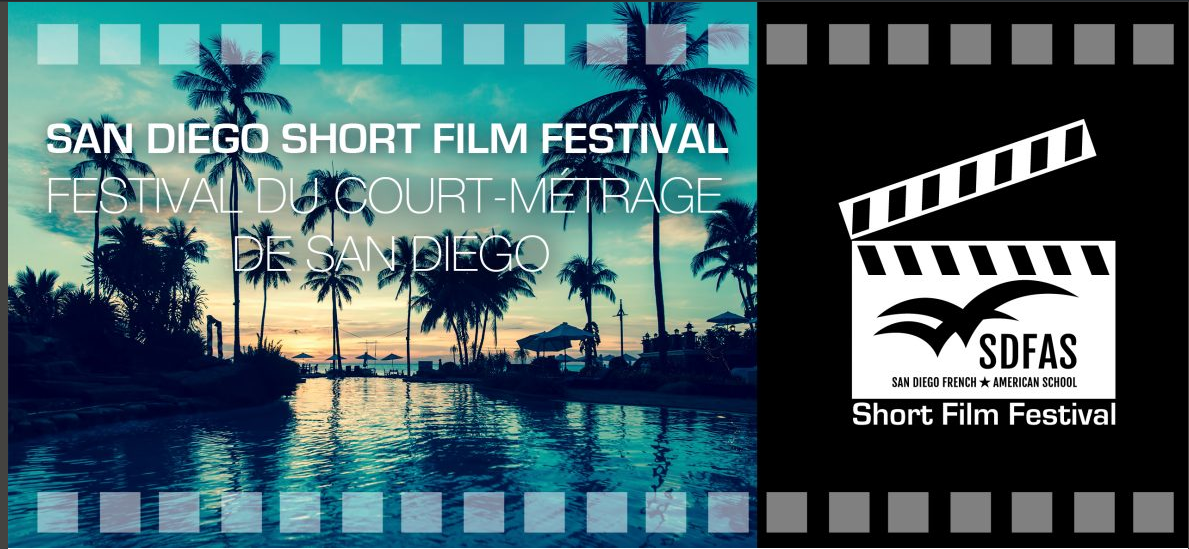 SAN DIEGO SHORT FILM FESTIVAL
FESTIVAL DU COURT-MÉTRAGE
DE SAN DIEGO
SDFAS
SAN DIEGO FRENCH ★ AMERICAN SCHOOL
Short Film Festival